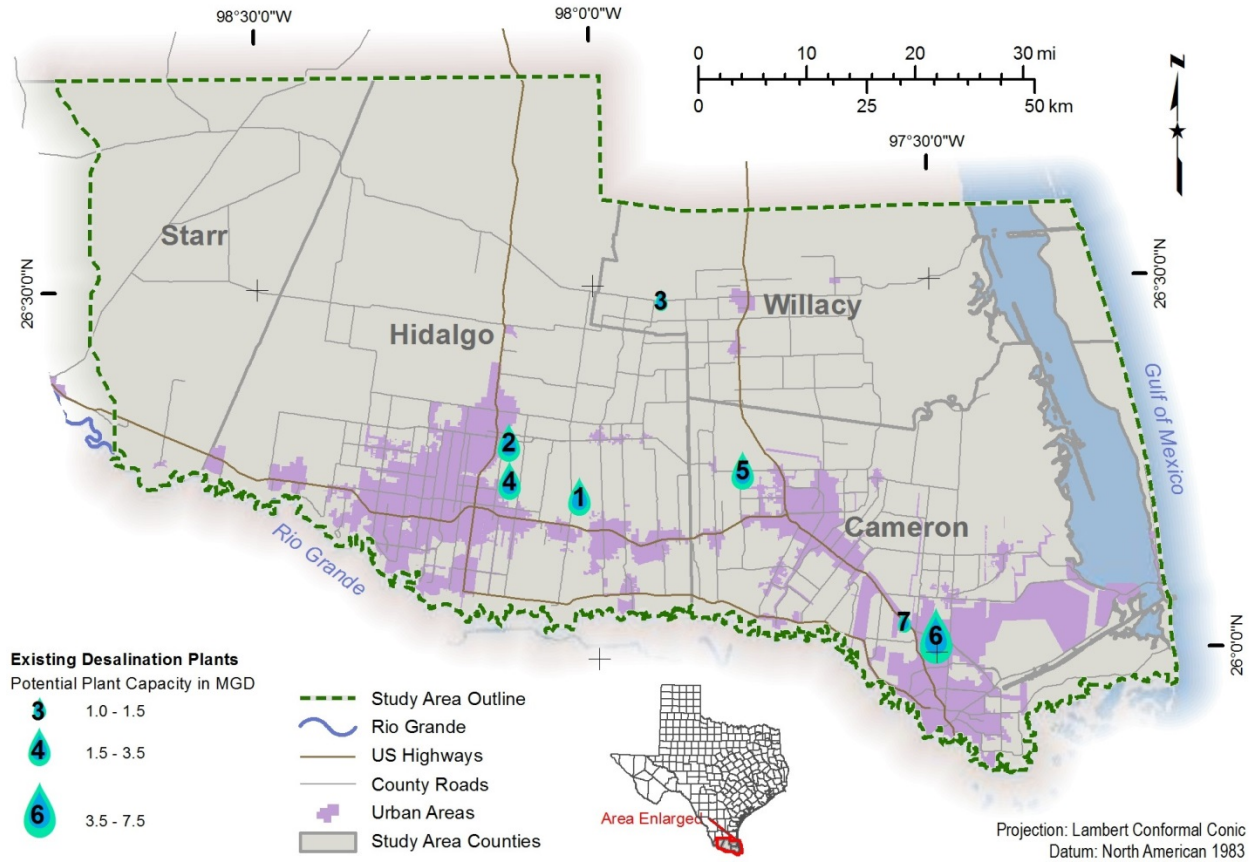 98°30'0"W
98°0'0"W
0 10 20 30 mi
0 25 50 km
N
97°30'0"W
Starr
26°30'0"N
26°30'0"N
3
Willacy
Hidalgo
Gulf of Mexico
2
4
5
1
Cameron
Rio Grande
7
6
26°0'0"N
Existing Desalination Plants
Potential Plant Capacity in MGD
3 1.0 - 1.5
4 1.5 - 3.5
6 3.5 - 7.5
Study Area Outline
Rio Grande
US Highways
County Roads
Urban Areas
Study Area Counties
Area Enlarged
Projection: Lambert Conformal Conic
Datum: North American 1983